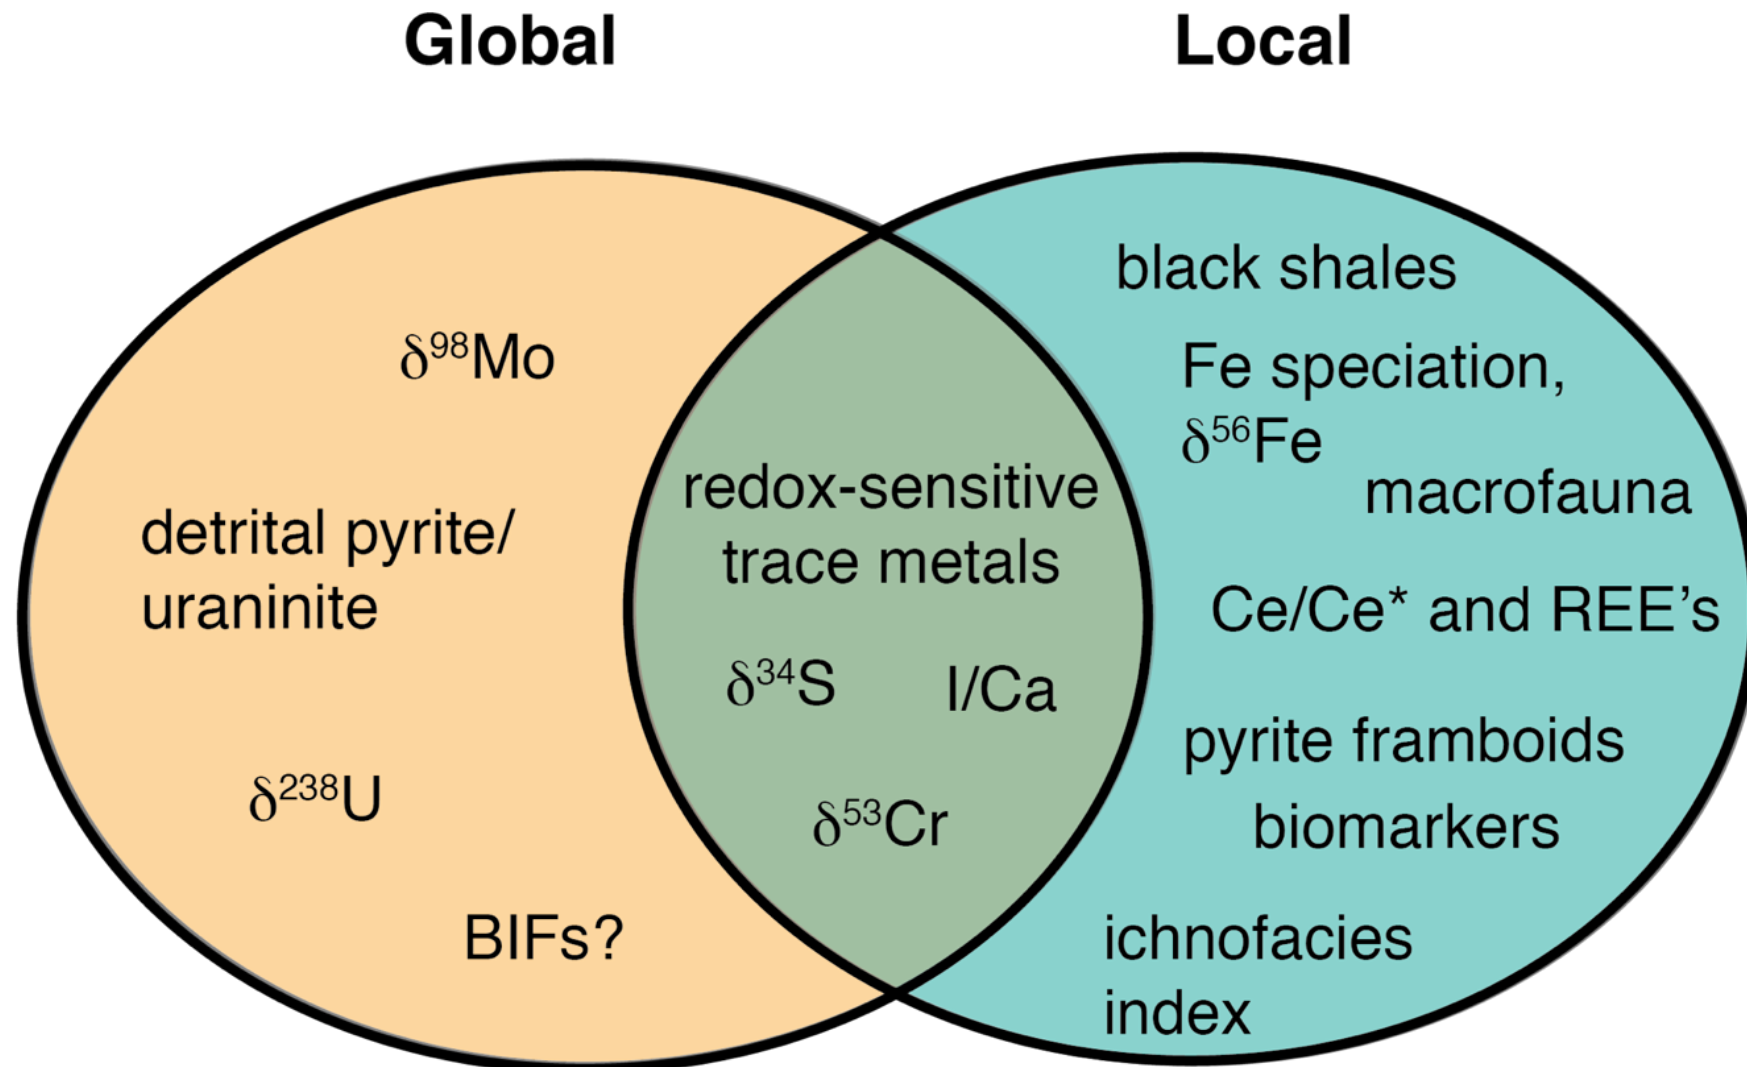 Global
Local
δ⁹⁸Mo
detrital pyrite/
uraninite
δ²³⁸U
BIFs?
redox-sensitive
trace metals
δ³⁴S
I/Ca
δ⁵³Cr
black shales
Fe speciation,
δ⁵⁶Fe
macrofauna
Ce/Ce* and REE’s
pyrite framboids
biomarkers
ichnofacies
index